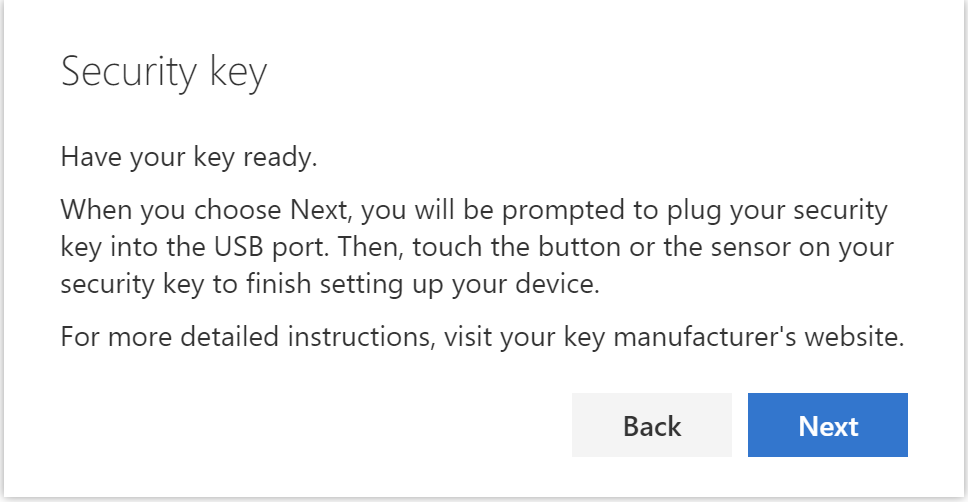 Security key
Have your key ready.
When you choose Next, you will be prompted to plug your security
key into the USB port. Then, touch the button or the sensor on your
security key to finish setting up your device.
For more detailed instructions, visit your key manufacturer's website.
Back
Next